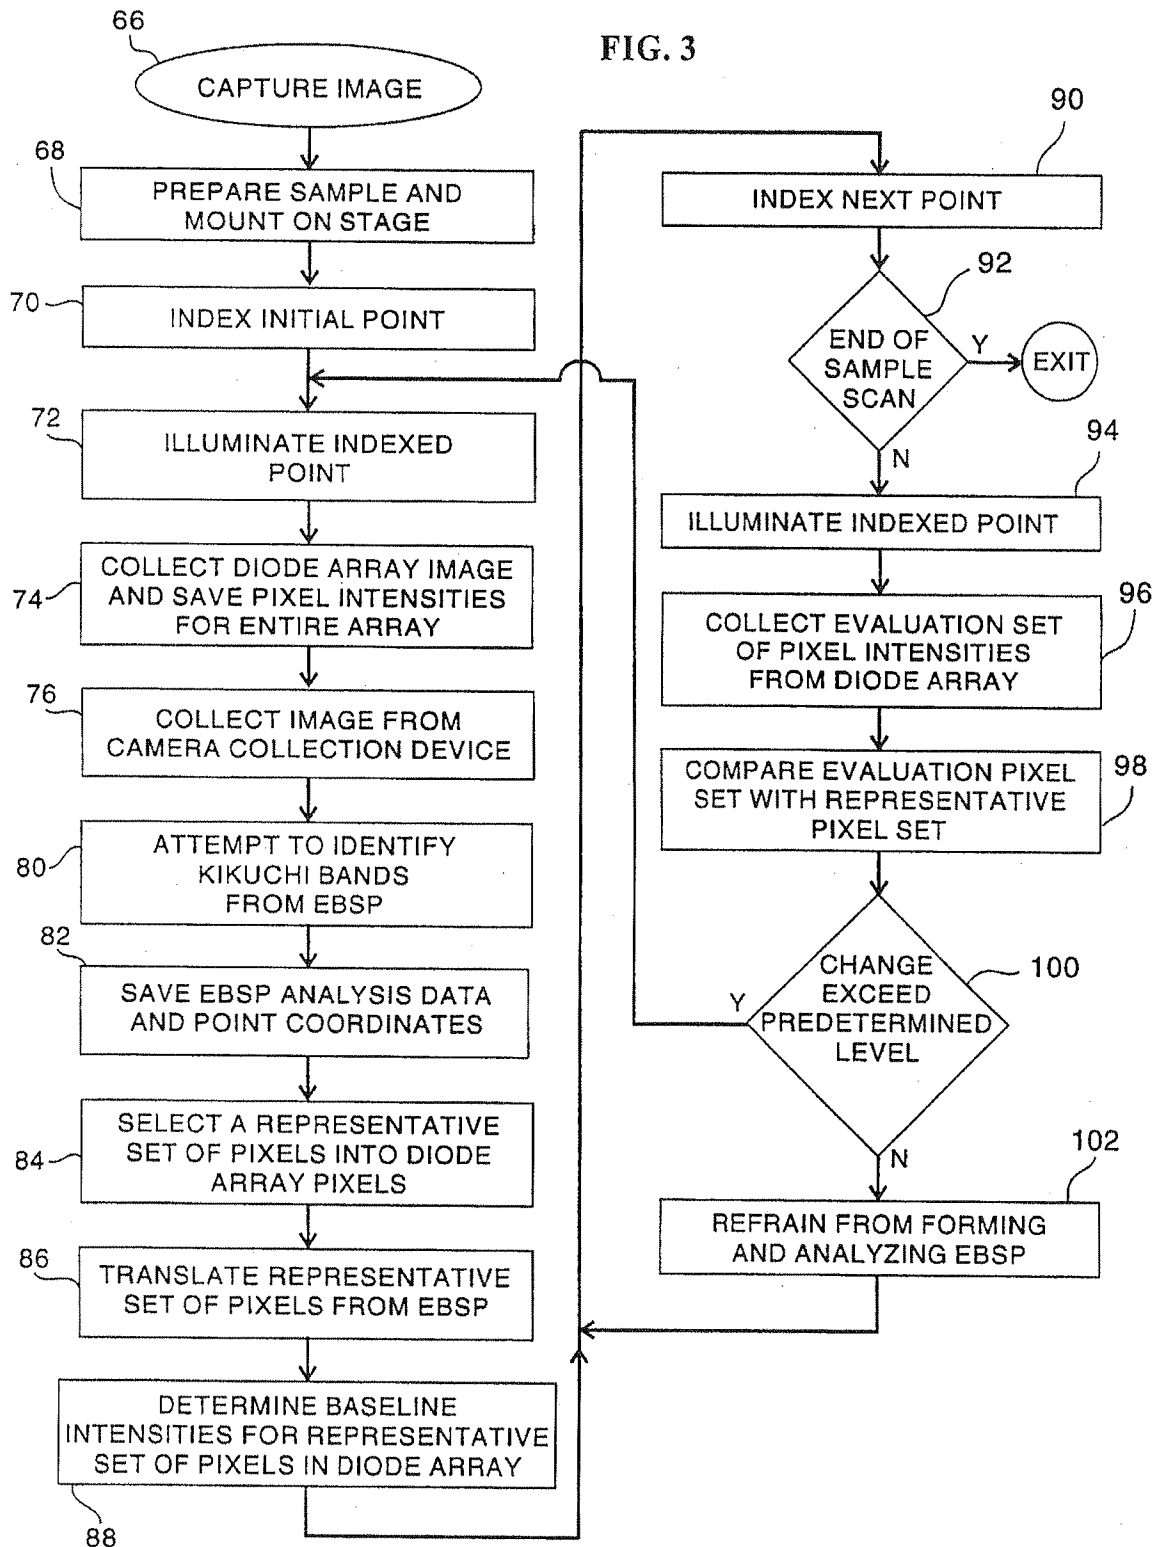 FIG. 3
66
CAPTURE IMAGE
68
PREPARE SAMPLE AND
MOUNT ON STAGE
70
INDEX INITIAL POINT
72
ILLUMINATE INDEXED
POINT
74
COLLECT DIODE ARRAY IMAGE
AND SAVE PIXEL INTENSITIES
FOR ENTIRE ARRAY
76
COLLECT IMAGE FROM
CAMERA COLLECTION DEVICE
80
ATTEMPT TO IDENTIFY
KIKUCHI BANDS
FROM EBSP
82
SAVE EBSP ANALYSIS DATA
AND POINT COORDINATES
84
SELECT A REPRESENTATIVE
SET OF PIXELS INTO DIODE
ARRAY PIXELS
86
TRANSLATE REPRESENTATIVE
SET OF PIXELS FROM EBSP
DETERMINE BASELINE
INTENSITIES FOR REPRESENTATIVE
SET OF PIXELS IN DIODE ARRAY
88
90
INDEX NEXT POINT
92
END OF
SAMPLE
SCAN
Y
EXIT
N
94
ILLUMINATE INDEXED POINT
96
COLLECT EVALUATION SET
OF PIXEL INTENSITIES
FROM DIODE ARRAY
98
COMPARE EVALUATION PIXEL
SET WITH REPRESENTATIVE
PIXEL SET
100
CHANGE
EXCEED
PREDETERMINED
LEVEL
Y
N
102
REFRAIN FROM FORMING
AND ANALYZING EBSP